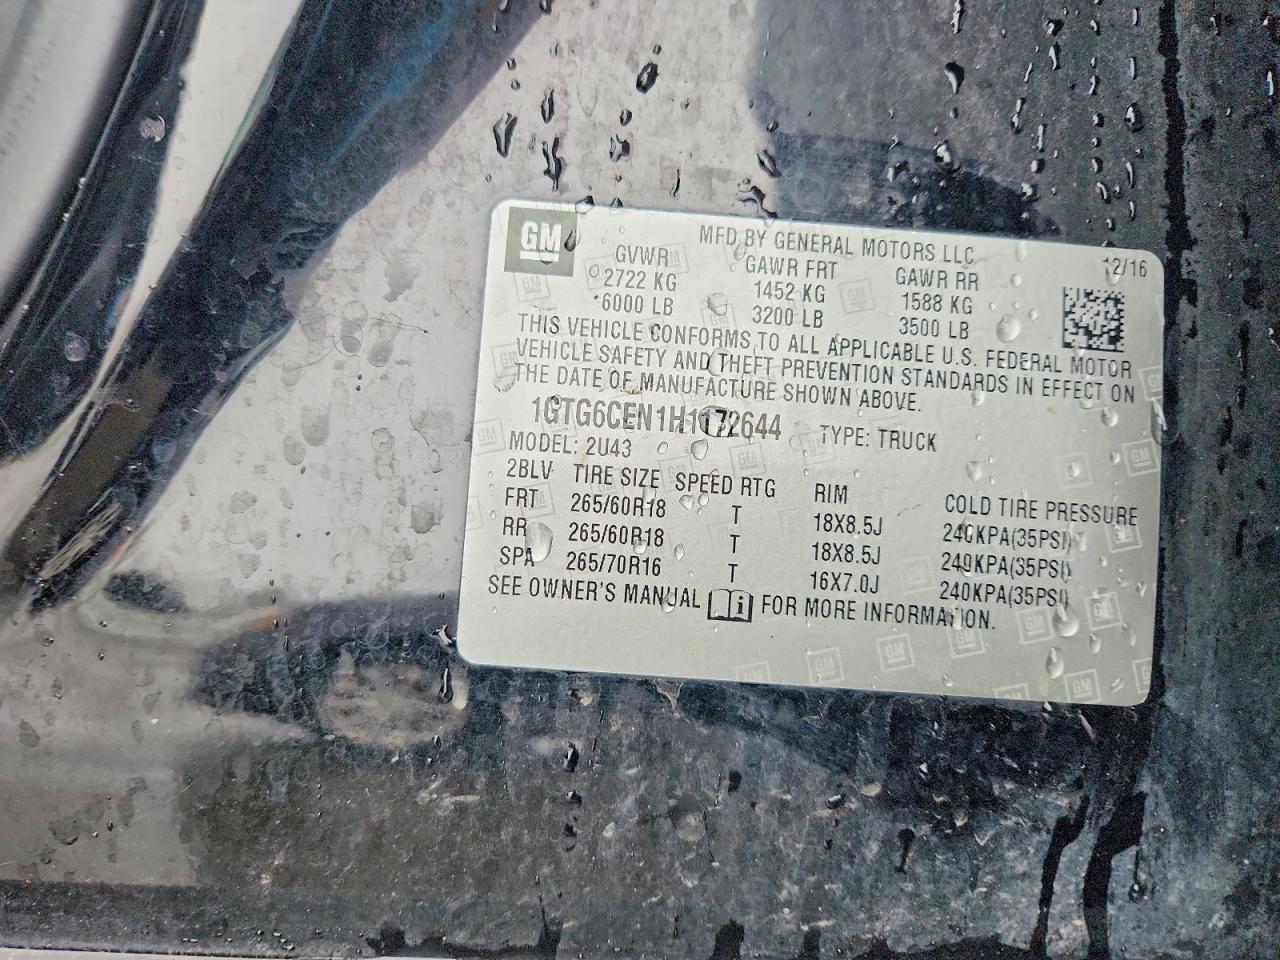 GM
MFD BY GENERAL MOTORS LLC
12/16
GVWR GAWR FRT GAWR RR
2722 KG 1452 KG 1588 KG
6000 LB 3200 LB 3500 LB
THIS VEHICLE CONFORMS TO ALL APPLICABLE U.S. FEDERAL MOTOR
VEHICLE SAFETY AND THEFT PREVENTION STANDARDS IN EFFECT ON
THE DATE OF MANUFACTURE SHOWN ABOVE.
1GTG6CEN1H1172644 TYPE: TRUCK
MODEL: 2U43
2BLV TIRE SIZE SPEED RTG RIM COLD TIRE PRESSURE
FRT 265/60R18 T 18X8.5J 240KPA(35PSI)
RR 265/60R18 T 18X8.5J 240KPA(35PSI)
SPA 265/70R16 T 16X7.0J 240KPA(35PSI)
SEE OWNER'S MANUAL FOR MORE INFORMATION.